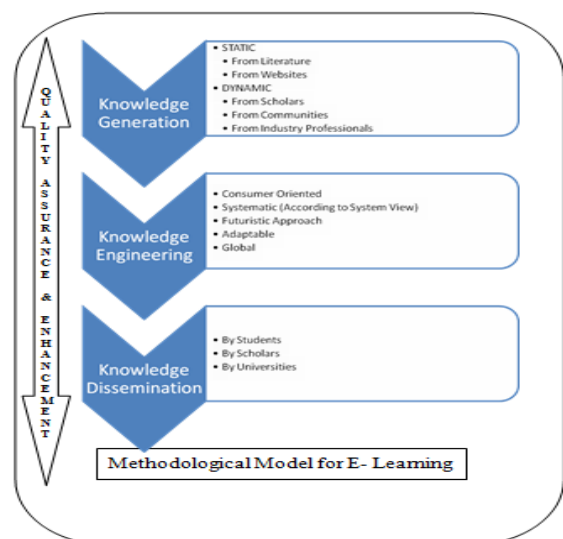 QUALITY ASSURANCE & ENHANCEMENT
Knowledge
Generation
• STATIC
• From Literature
• From Websites
• DYNAMIC
• From Scholars
• From Communities
• From Industry Professionals
Knowledge
Engineering
• Consumer Oriented
• Systematic (According to System View)
• Futuristic Approach
• Adaptable
• Global
Knowledge
Dissemination
• By Students
• By Scholars
• By Universities
Methodological Model for E- Learning